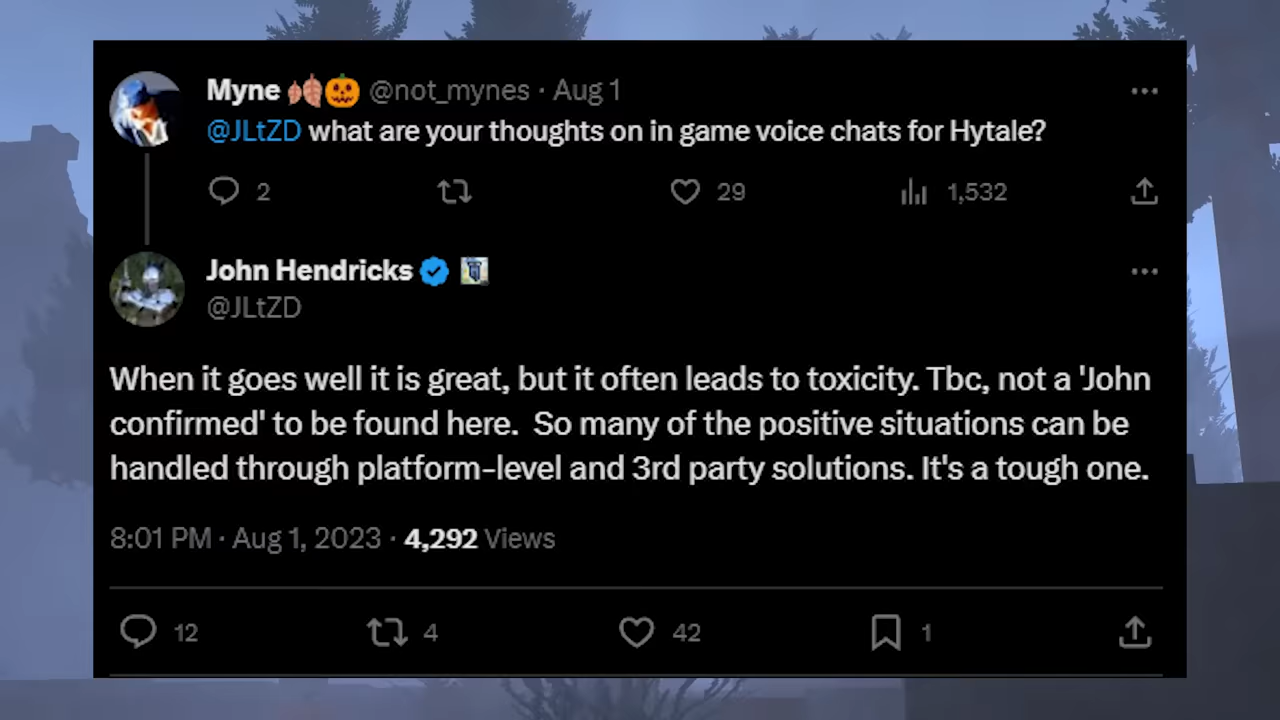 Myne 🍂🎃 @not_mynes · Aug 1
@JLtZD what are your thoughts on in game voice chats for Hytale?
2 29 1,532
John Hendricks
@JLtZD
When it goes well it is great, but it often leads to toxicity. Tbc, not a 'John
confirmed' to be found here.  So many of the positive situations can be
handled through platform-level and 3rd party solutions. It's a tough one.
8:01 PM · Aug 1, 2023 · 4,292 Views
12 4 42 1